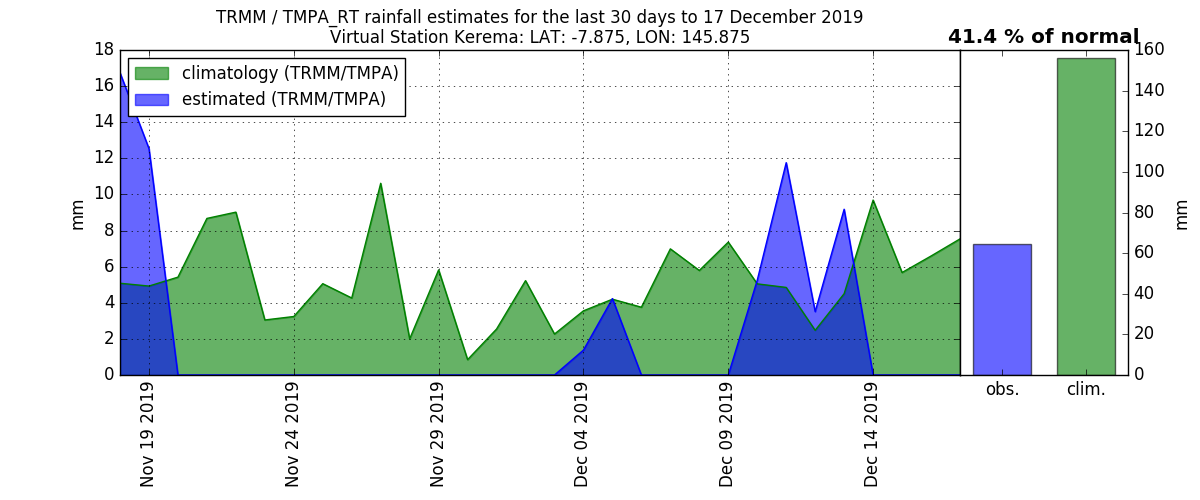 TRMM / TMPA_RT rainfall estimates for the last 30 days to 17 December 2019
Virtual Station Kerema: LAT: -7.875, LON: 145.875
41.4 % of normal
climatology (TRMM/TMPA)
estimated (TRMM/TMPA)
mm
18
16
14
12
10
8
6
4
2
0
Nov 19 2019
Nov 24 2019
Nov 29 2019
Dec 04 2019
Dec 09 2019
Dec 14 2019
obs.
clim.
160
140
120
100
80
60
40
20
0
mm